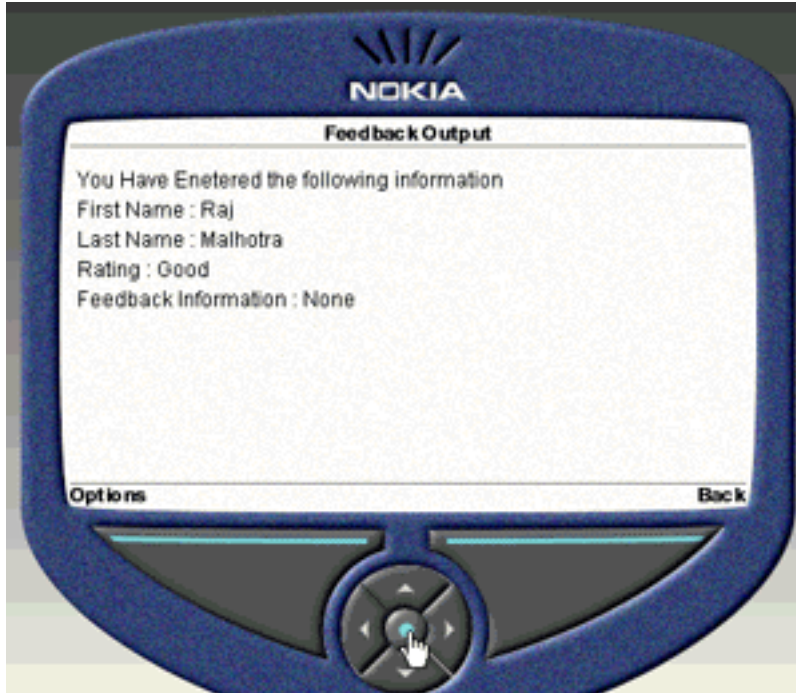 NOKIA
Feedback Output
You Have Enetered the following information
First Name : Raj
Last Name : Malhotra
Rating : Good
Feedback Information : None
Options Back